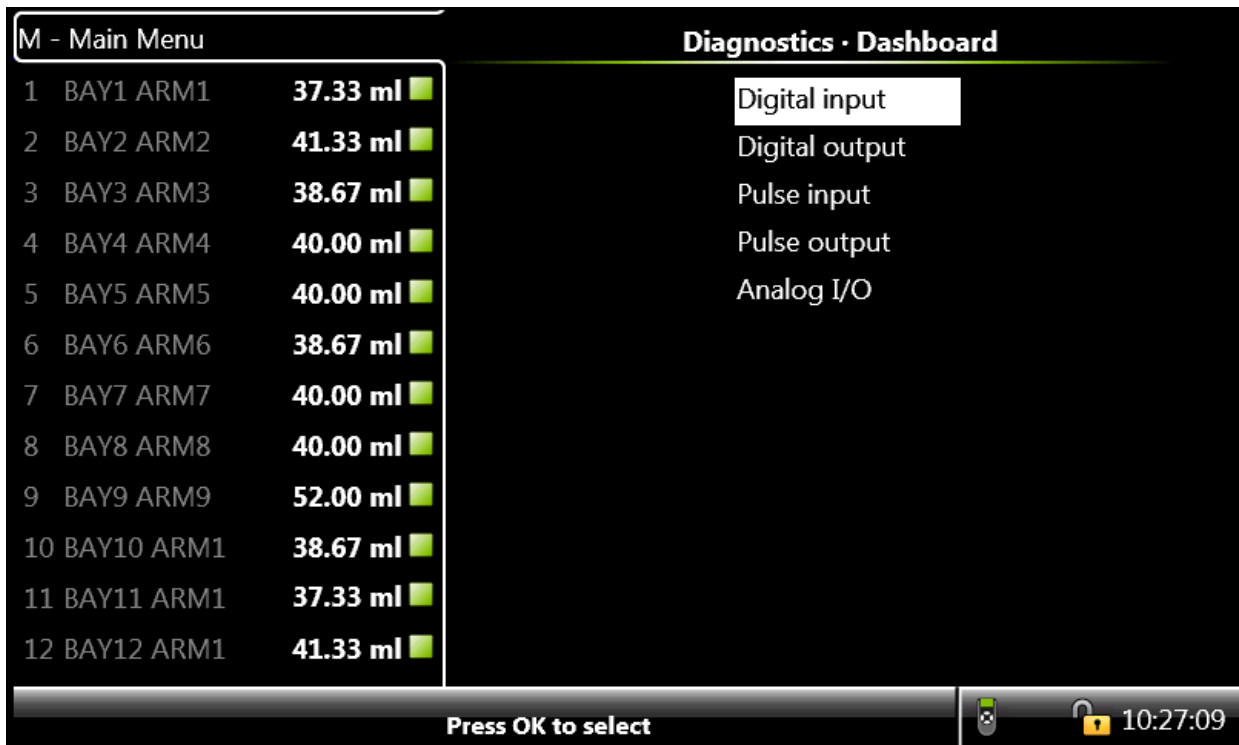 M - Main Menu
1 BAY1 ARM1 37.33 ml
2 BAY2 ARM2 41.33 ml
3 BAY3 ARM3 38.67 ml
4 BAY4 ARM4 40.00 ml
5 BAY5 ARM5 40.00 ml
6 BAY6 ARM6 38.67 ml
7 BAY7 ARM7 40.00 ml
8 BAY8 ARM8 40.00 ml
9 BAY9 ARM9 52.00 ml
10 BAY10 ARM1 38.67 ml
11 BAY11 ARM1 37.33 ml
12 BAY12 ARM1 41.33 ml
Diagnostics · Dashboard
Digital input
Digital output
Pulse input
Pulse output
Analog I/O
Press OK to select
10:27:09